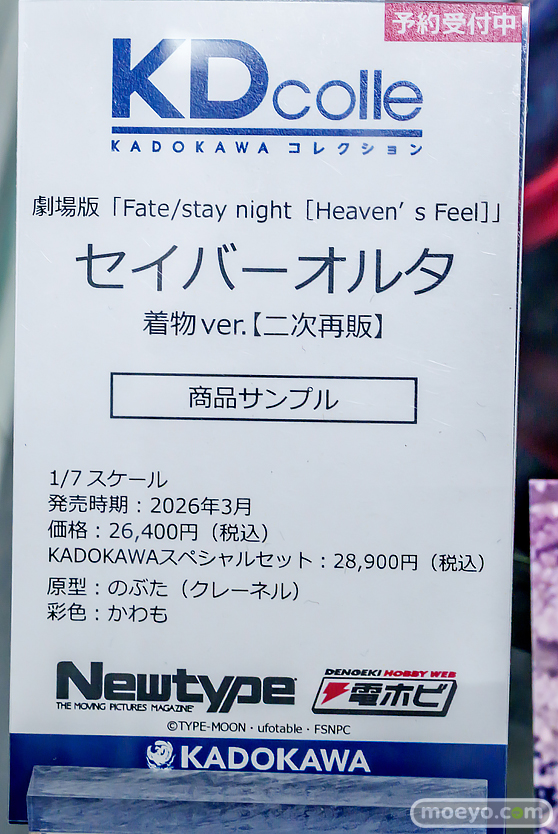 予約受付中
KDcolle
KADOKAWA コレクション
劇場版「Fate/stay night［Heaven's Feel］」
セイバーオルタ
着物ver.【二次再販】
商品サンプル
1/7 スケール
発売時期：2026年3月
価格：26,400円（税込）
KADOKAWAスペシャルセット：28,900円（税込）
原型：のぶた（クレーネル）
彩色：かわも
Newtype
THE MOVING PICTURES MAGAZINE
DENGEKI HOBBY WEB
電ホビ
©TYPE-MOON・ufotable・FSNPC
KADOKAWA
moeyo.com